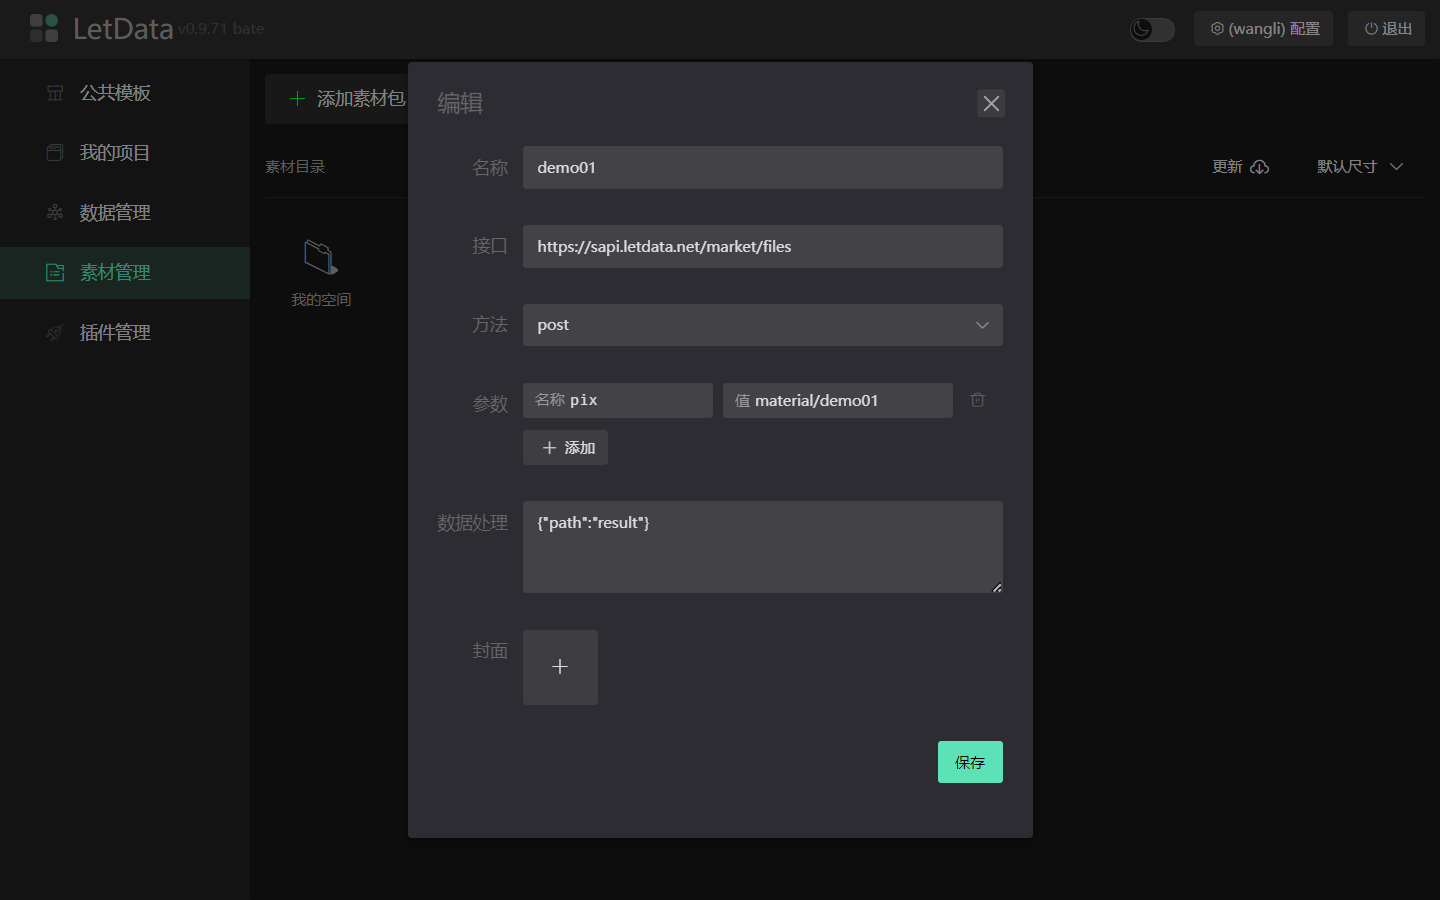 LetData v0.9.71 bate
(wangli) 配置
退出
公共模板
我的项目
数据管理
素材管理
插件管理
添加素材包
素材目录
更新
默认尺寸
我的空间
编辑
名称 demo01
接口 https://sapi.letdata.net/market/files
方法 post
参数 名称 pix 值 material/demo01
添加
数据处理 {"path":"result"}
封面
保存